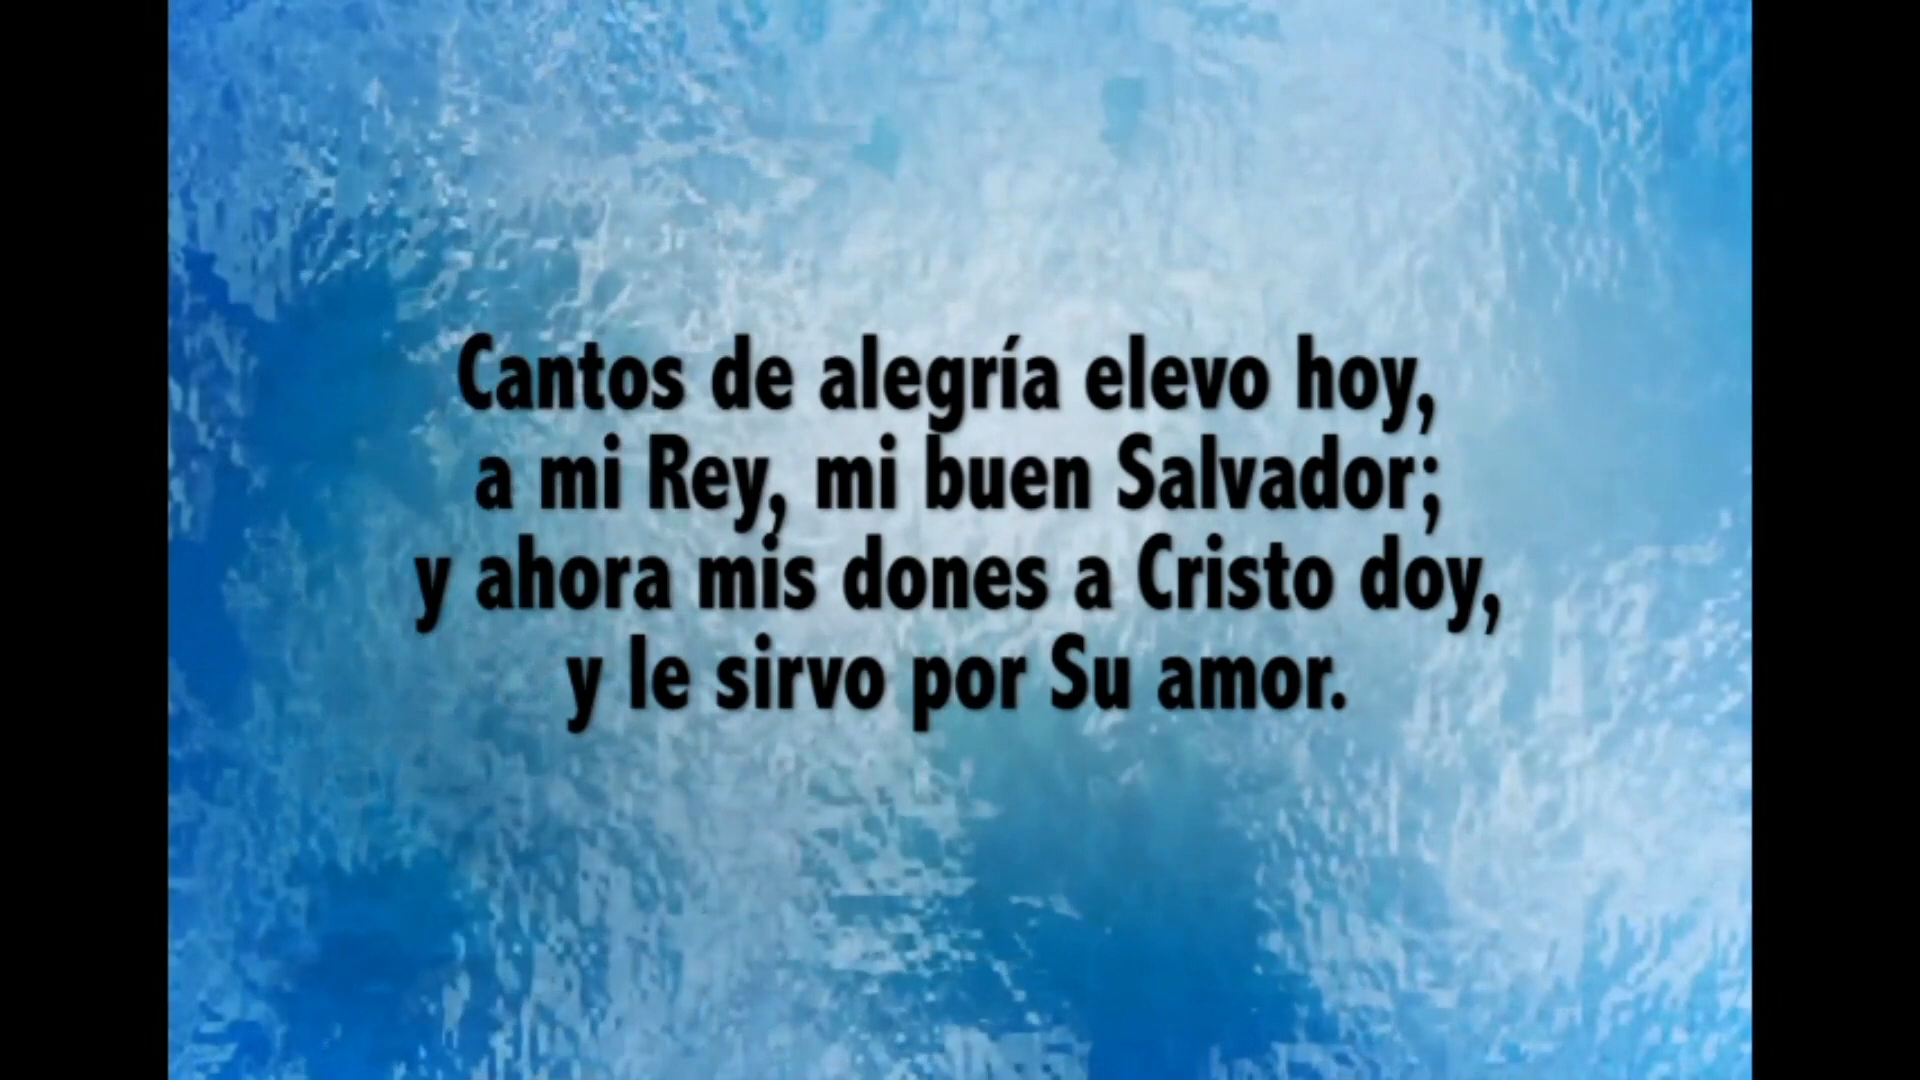 Cantos de alegría elevo hoy,
a mi Rey, mi buen Salvador;
y ahora mis dones a Cristo doy,
y le sirvo por Su amor.